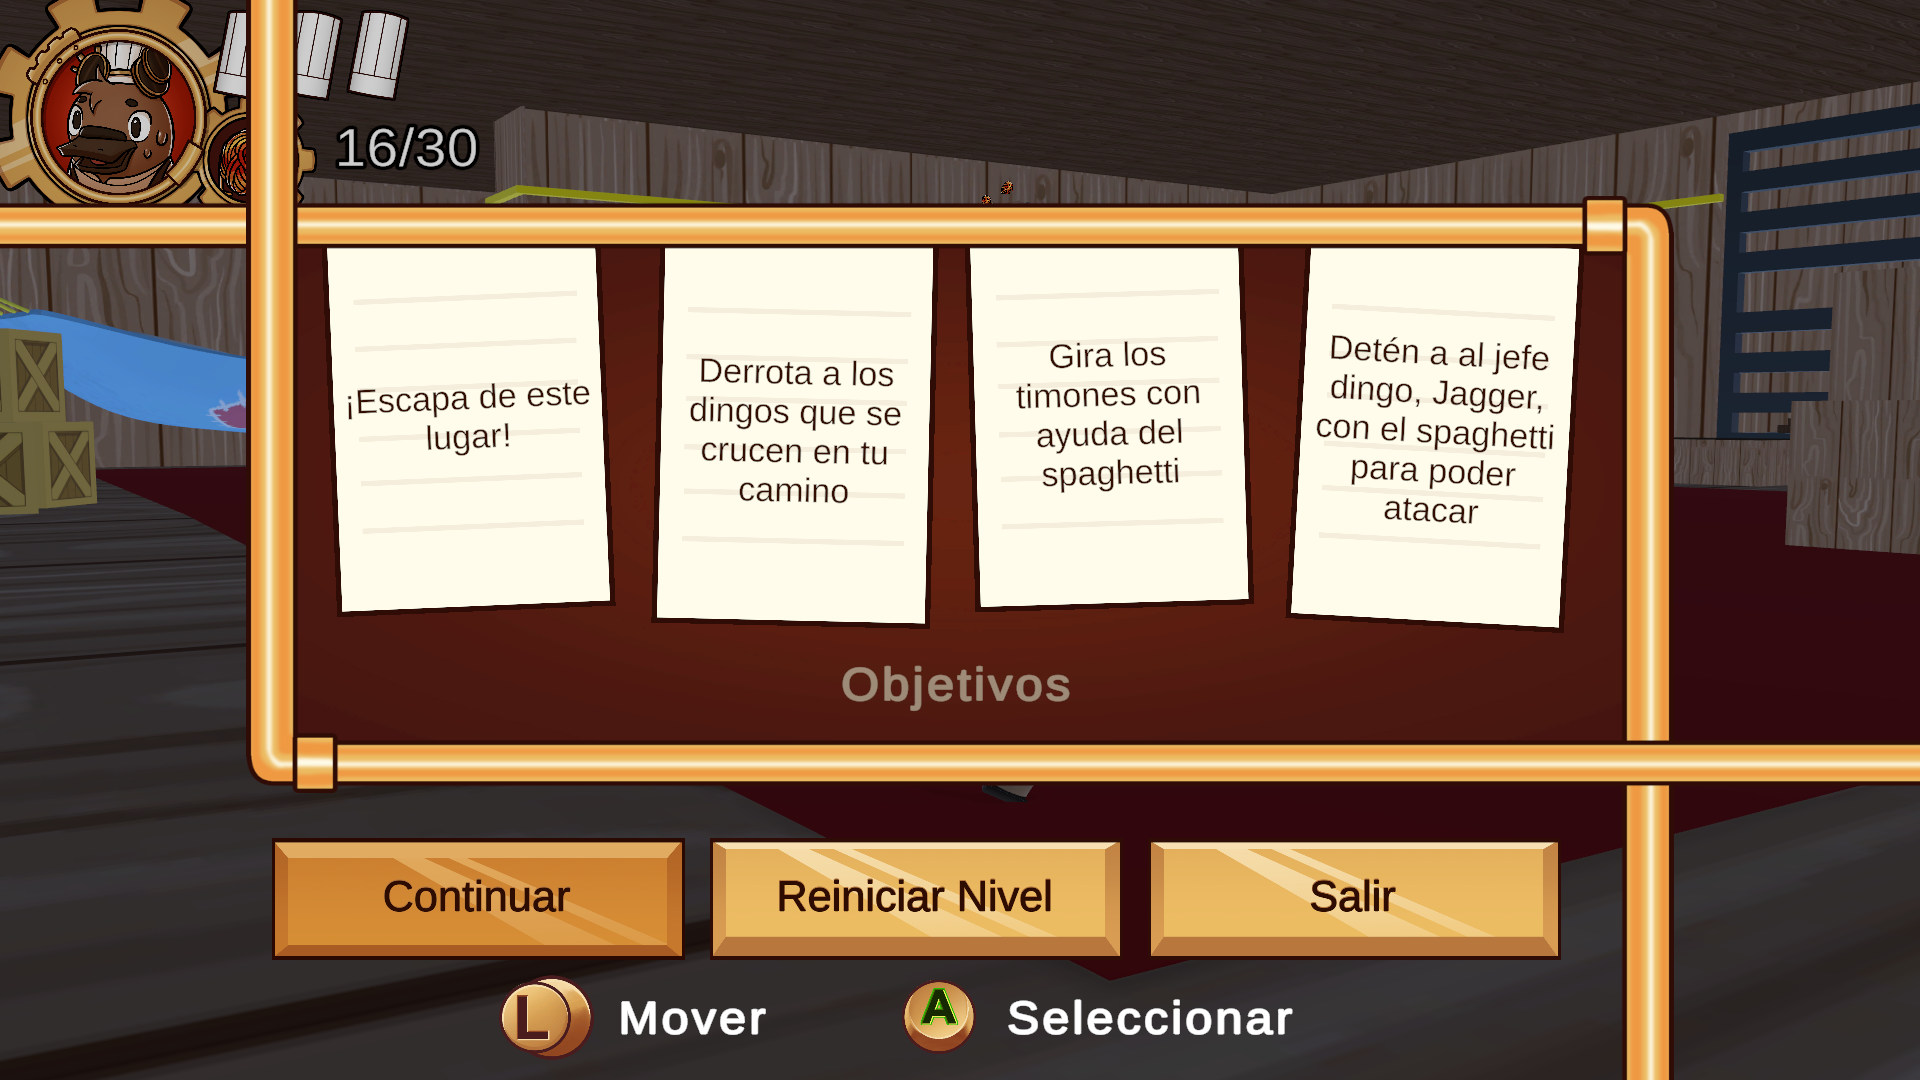 16/30
¡Escapa de este
lugar!
Derrota a los
dingos que se
crucen en tu
camino
Gira los
timones con
ayuda del
spaghetti
Detén a al jefe
dingo, Jagger,
con el spaghetti
para poder
atacar
Objetivos
Continuar
Reiniciar Nivel
Salir
L Mover
A Seleccionar